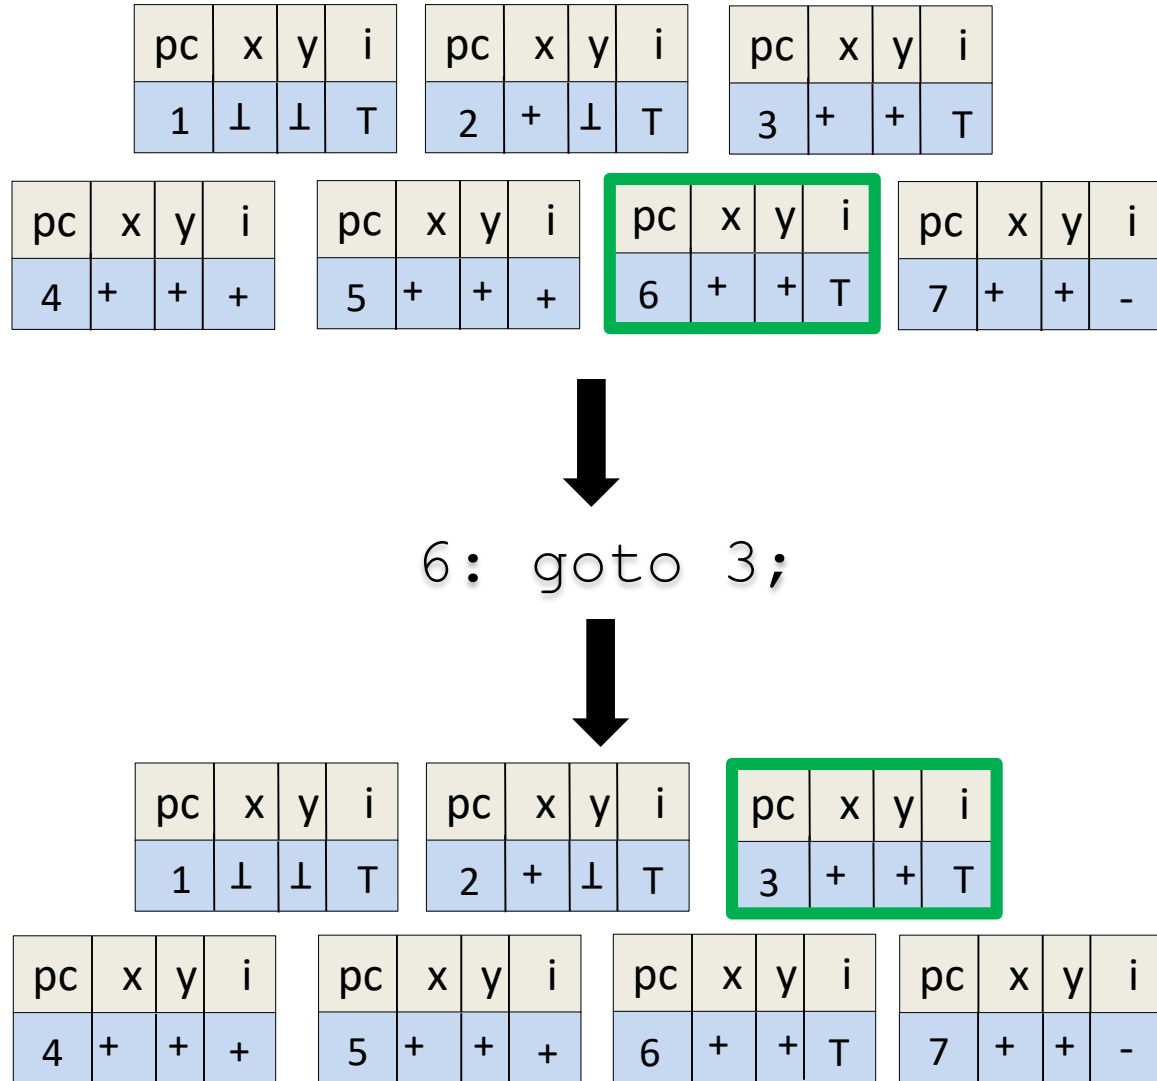 pc x y i pc x y i pc x y i
1 ⊥ ⊥ T 2 + ⊥ T 3 + + T
pc x y i pc x y i pc x y i pc x y i
4 + + + 5 + + + 6 + + T 7 + + -
6: goto 3;
pc x y i pc x y i pc x y i
1 ⊥ ⊥ T 2 + ⊥ T 3 + + T
pc x y i pc x y i pc x y i pc x y i
4 + + + 5 + + + 6 + + T 7 + + -